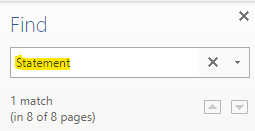 Find
Statement
1 match
(in 8 of 8 pages)